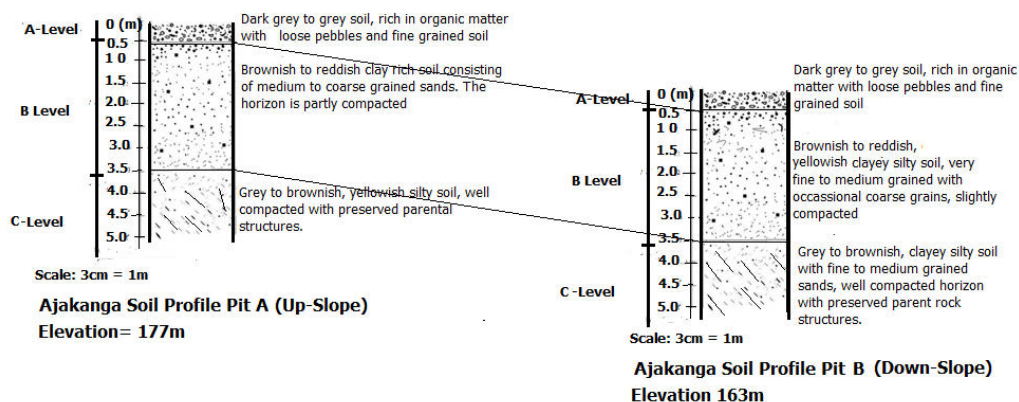 A-Level
B Level
C-Level
0 (m)
0.5
1 0
1.5
2.0
2.5
3.0
3.5
4.0
4.5
5.0
Dark grey to grey soil, rich in organic matter
with loose pebbles and fine grained soil
Brownish to reddish clay rich soil consisting
of medium to coarse grained sands. The
horizon is partly compacted
Grey to brownish, yellowish silty soil, well
compacted with preserved parental
structures.
Scale: 3cm = 1m
Ajakanga Soil Profile Pit A (Up-Slope)
Elevation= 177m
A-Level
B Level
C-Level
0 (m)
0.5
1 0
1.5
2.0
2.5
3.0
3.5
4.0
4.5
5.0
Dark grey to grey soil, rich in organic
matter with loose pebbles and fine
grained soil
Brownish to reddish,
yellowish clayey silty soil, very
fine to medium grained with
occassional coarse grains, slightly
compacted
Grey to brownish, clayey silty soil
with fine to medium grained
sands, well compacted horizon
with preserved parent rock
structures.
Scale: 3cm = 1m
Ajakanga Soil Profile Pit B (Down-Slope)
Elevation 163m